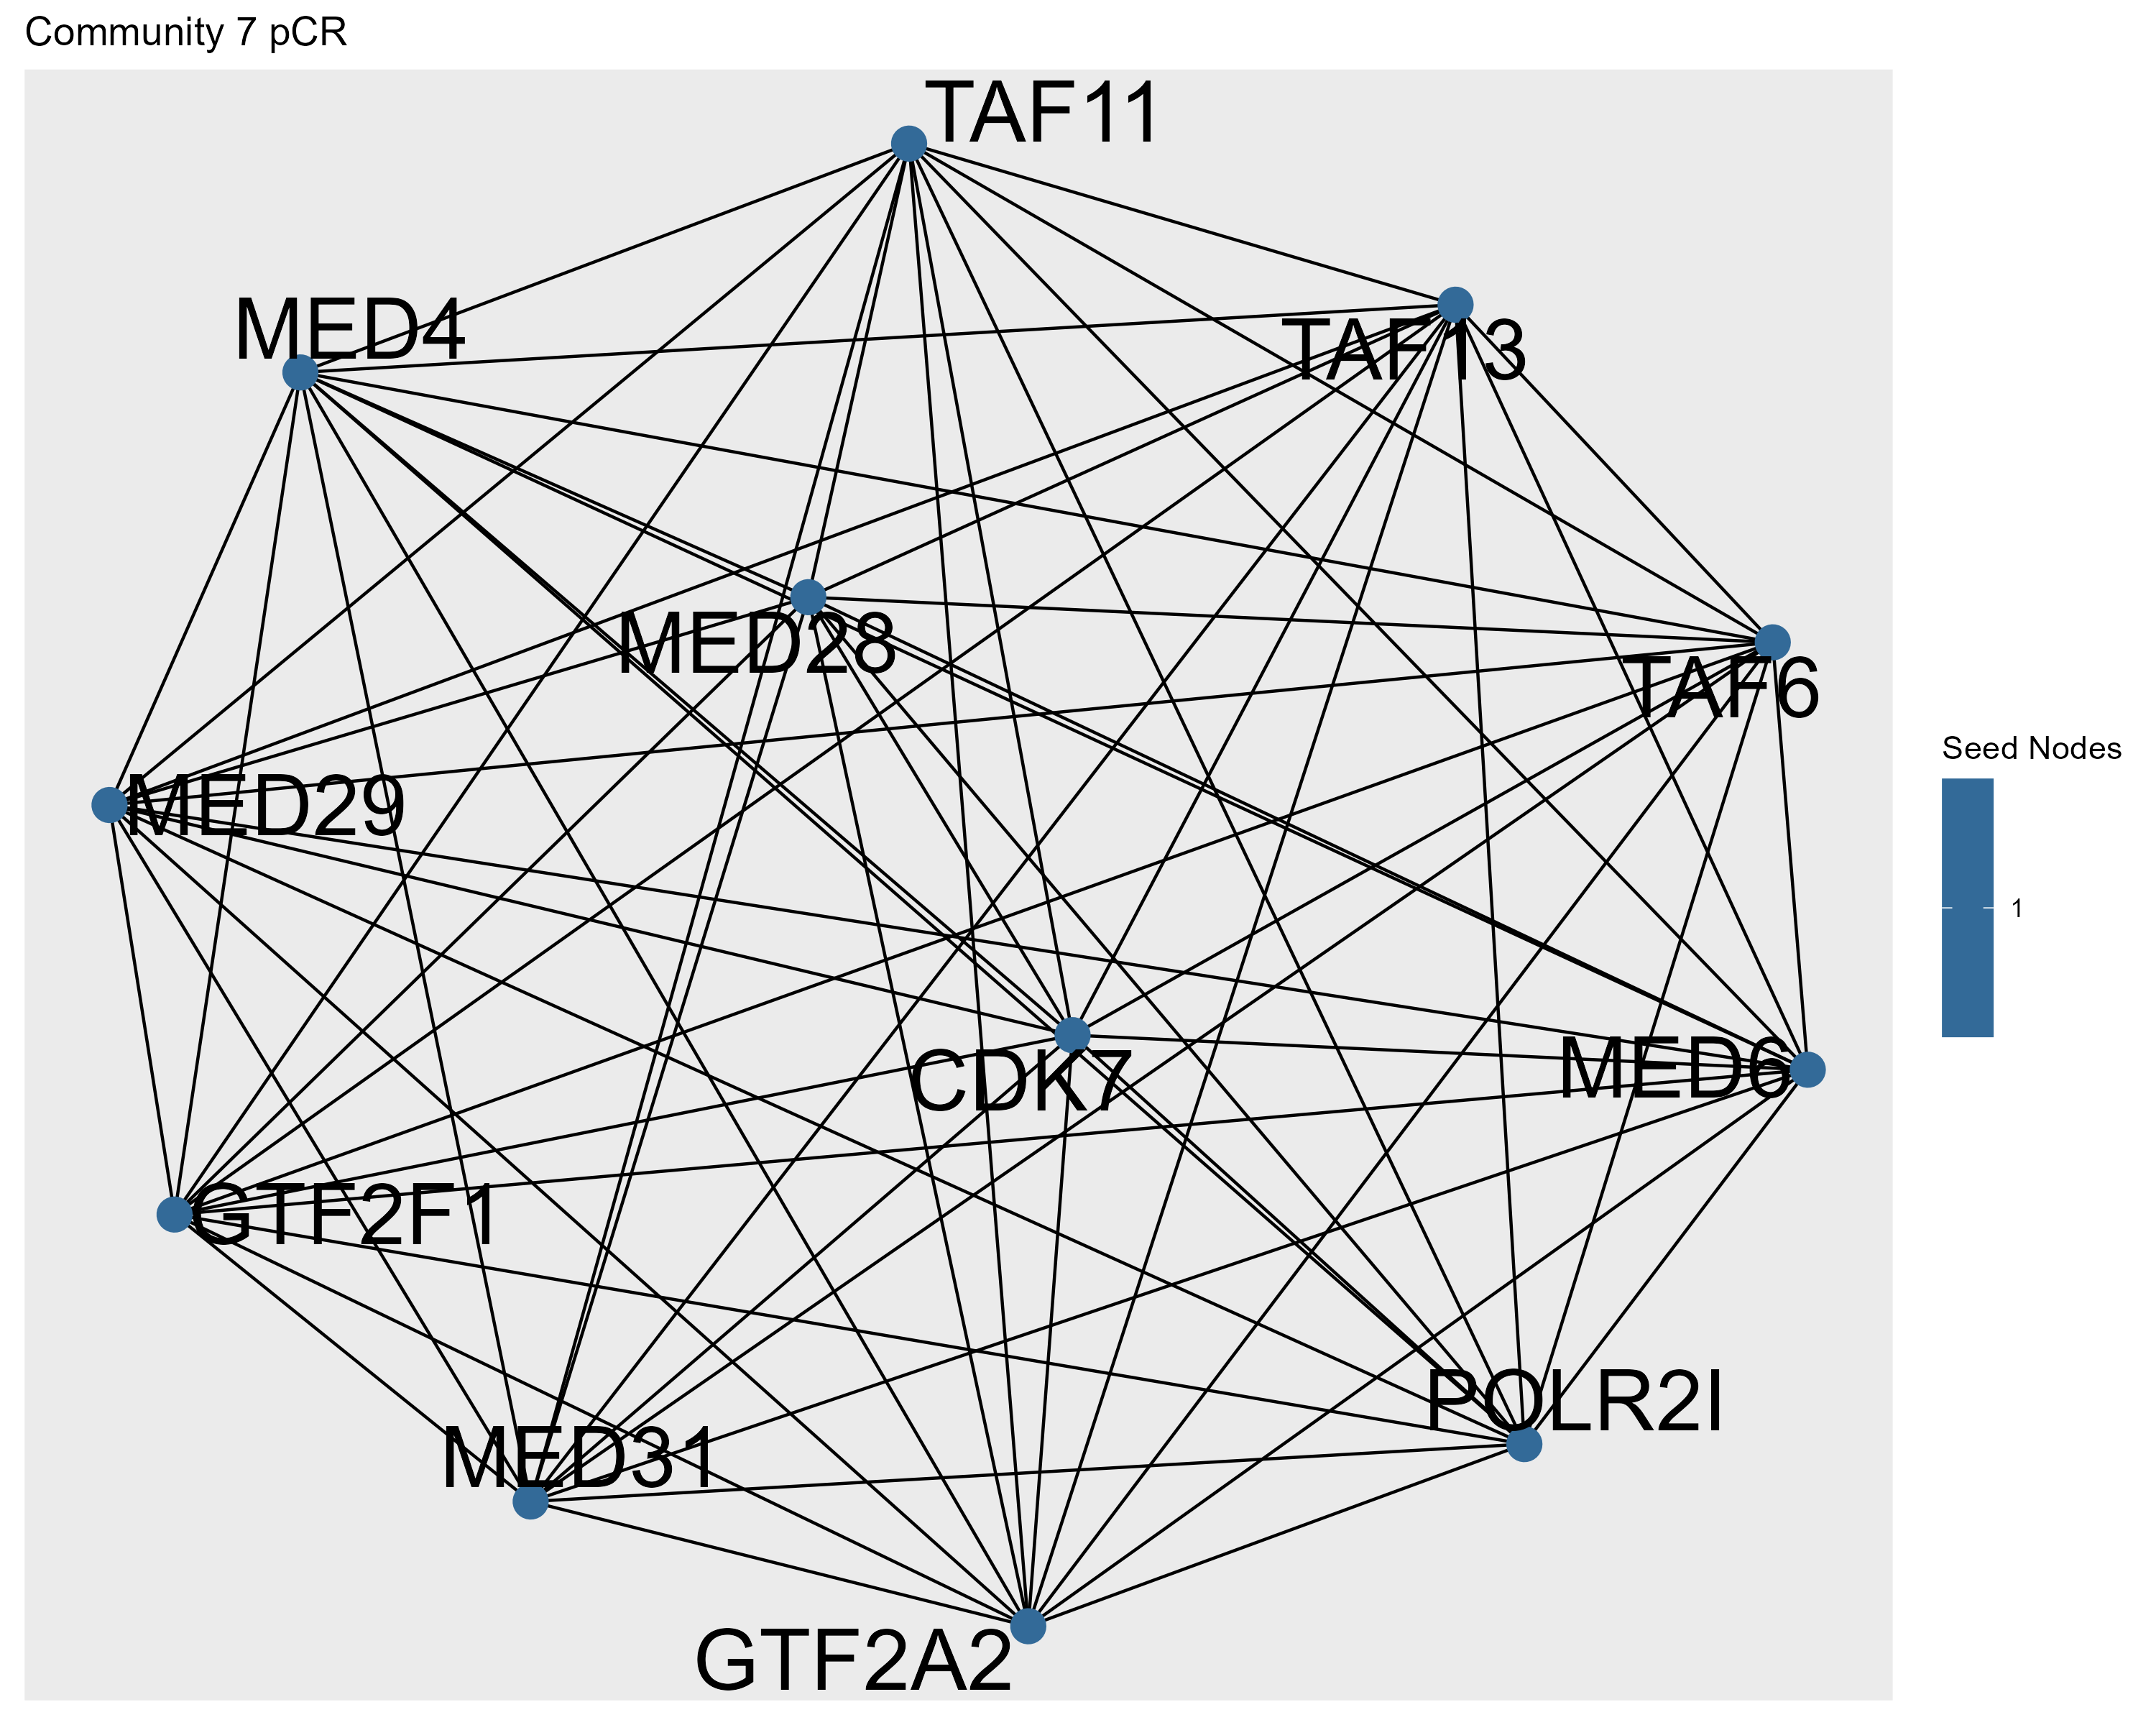 Community 7 pCR
TAF11
MED4
TAF13
MED28
TAF6
Seed Nodes
MED29
1
CDK7
MED6
GTF2F1
POLR2I
MED31
GTF2A2